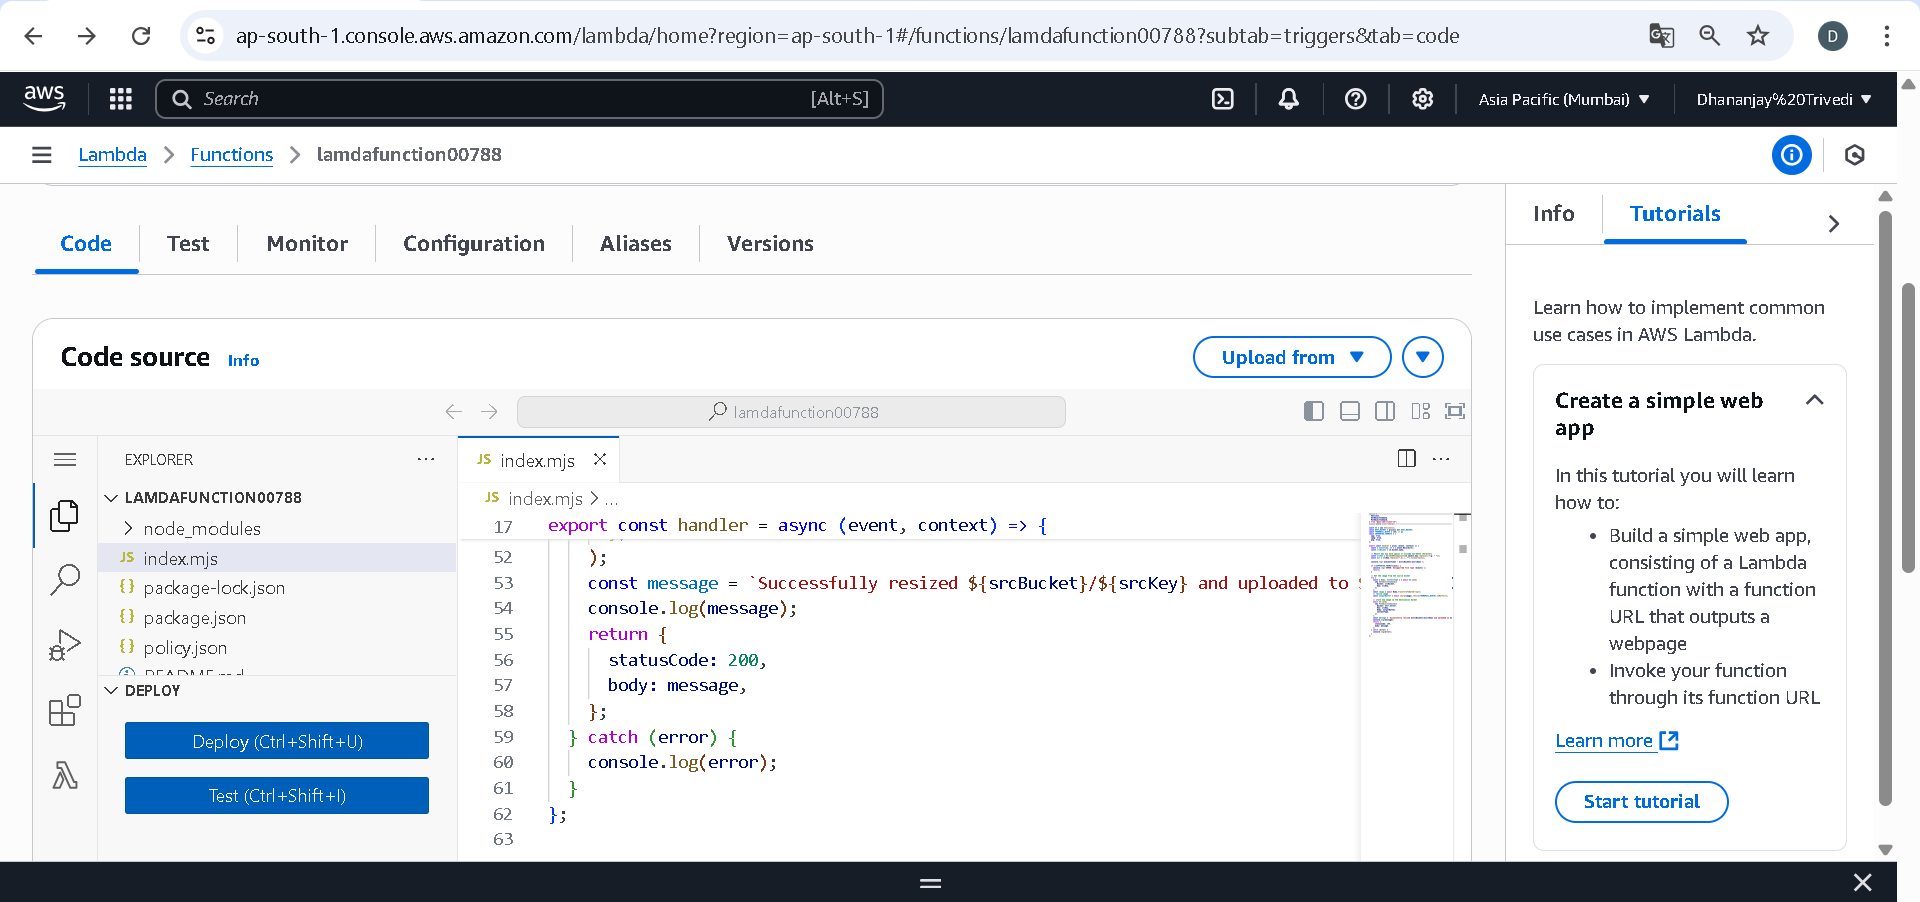 ap-south-1.console.aws.amazon.com/lambda/home?region=ap-south-1#/functions/lamdafunction00788?subtab=triggers&tab=code
D
aws
Search
[Alt+S]
Asia Pacific (Mumbai)
Dhananjay%20Trivedi
Lambda
Functions
lamdafunction00788
Code
Test
Monitor
Configuration
Aliases
Versions
Code source
Info
Upload from
lamdafunction00788
EXPLORER
LAMDAFUNCTION00788
node_modules
JS index.mjs
{} package-lock.json
{} package.json
{} policy.json
README.md
DEPLOY
Deploy (Ctrl+Shift+U)
Test (Ctrl+Shift+I)
JS index.mjs
JS index.mjs > ...
17 export const handler = async (event, context) => {
52 );
53 const message = `Successfully resized ${srcBucket}/${srcKey} and uploaded to $
54 console.log(message);
55 return {
56 statusCode: 200,
57 body: message,
58 };
59 } catch (error) {
60 console.log(error);
61 }
62 };
63
Info
Tutorials
Learn how to implement common
use cases in AWS Lambda.
Create a simple web
app
In this tutorial you will learn
how to:
• Build a simple web app,
consisting of a Lambda
function with a function
URL that outputs a
webpage
• Invoke your function
through its function URL
Learn more
Start tutorial